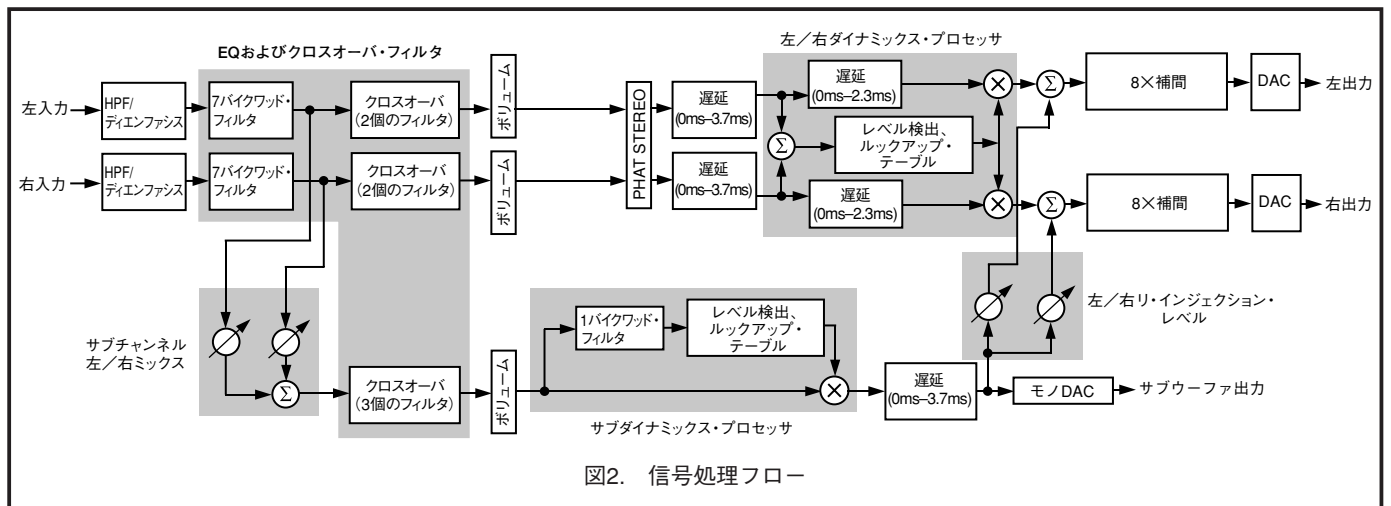 EQおよびクロスオーバ・フィルタ
左／右ダイナミックス・プロセッサ
左入力
HPF/
ディエンファシス
7バイクワッド・
フィルタ
クロスオーバ
(2個のフィルタ)
ボリューム
PHAT STEREO
遅延
(0ms–3.7ms)
遅延
(0ms–2.3ms)
×
Σ
8×補間
DAC
左出力
Σ
レベル検出、
ルックアップ・
テーブル
右入力
HPF/
ディエンファシス
7バイクワッド・
フィルタ
クロスオーバ
(2個のフィルタ)
ボリューム
遅延
(0ms–3.7ms)
遅延
(0ms–2.3ms)
×
Σ
8×補間
DAC
右出力
左／右リ・インジェクション・
レベル
サブチャンネル
左／右ミックス
Σ
クロスオーバ
(3個のフィルタ)
ボリューム
1バイクワッド・
フィルタ
レベル検出、
ルックアップ・
テーブル
×
遅延
(0ms–3.7ms)
モノDAC
サブウーファ出力
サブダイナミックス・プロセッサ
図2. 信号処理フロー